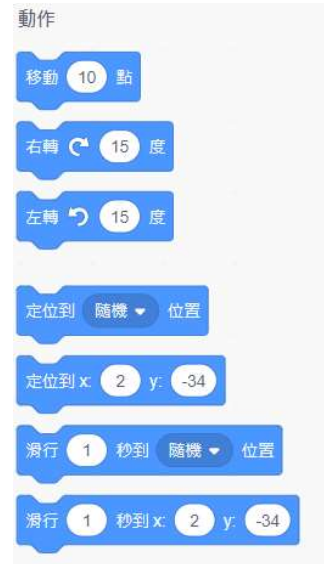 動作
移動 10 點
右轉 15 度
左轉 15 度
定位到 隨機 位置
定位到 x: 2 y: -34
滑行 1 秒到 隨機 位置
滑行 1 秒到 x: 2 y: -34